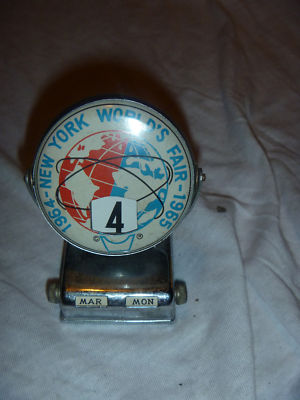 1964-NEW YORK WORLD'S FAIR-1965
4
®
MAR MON